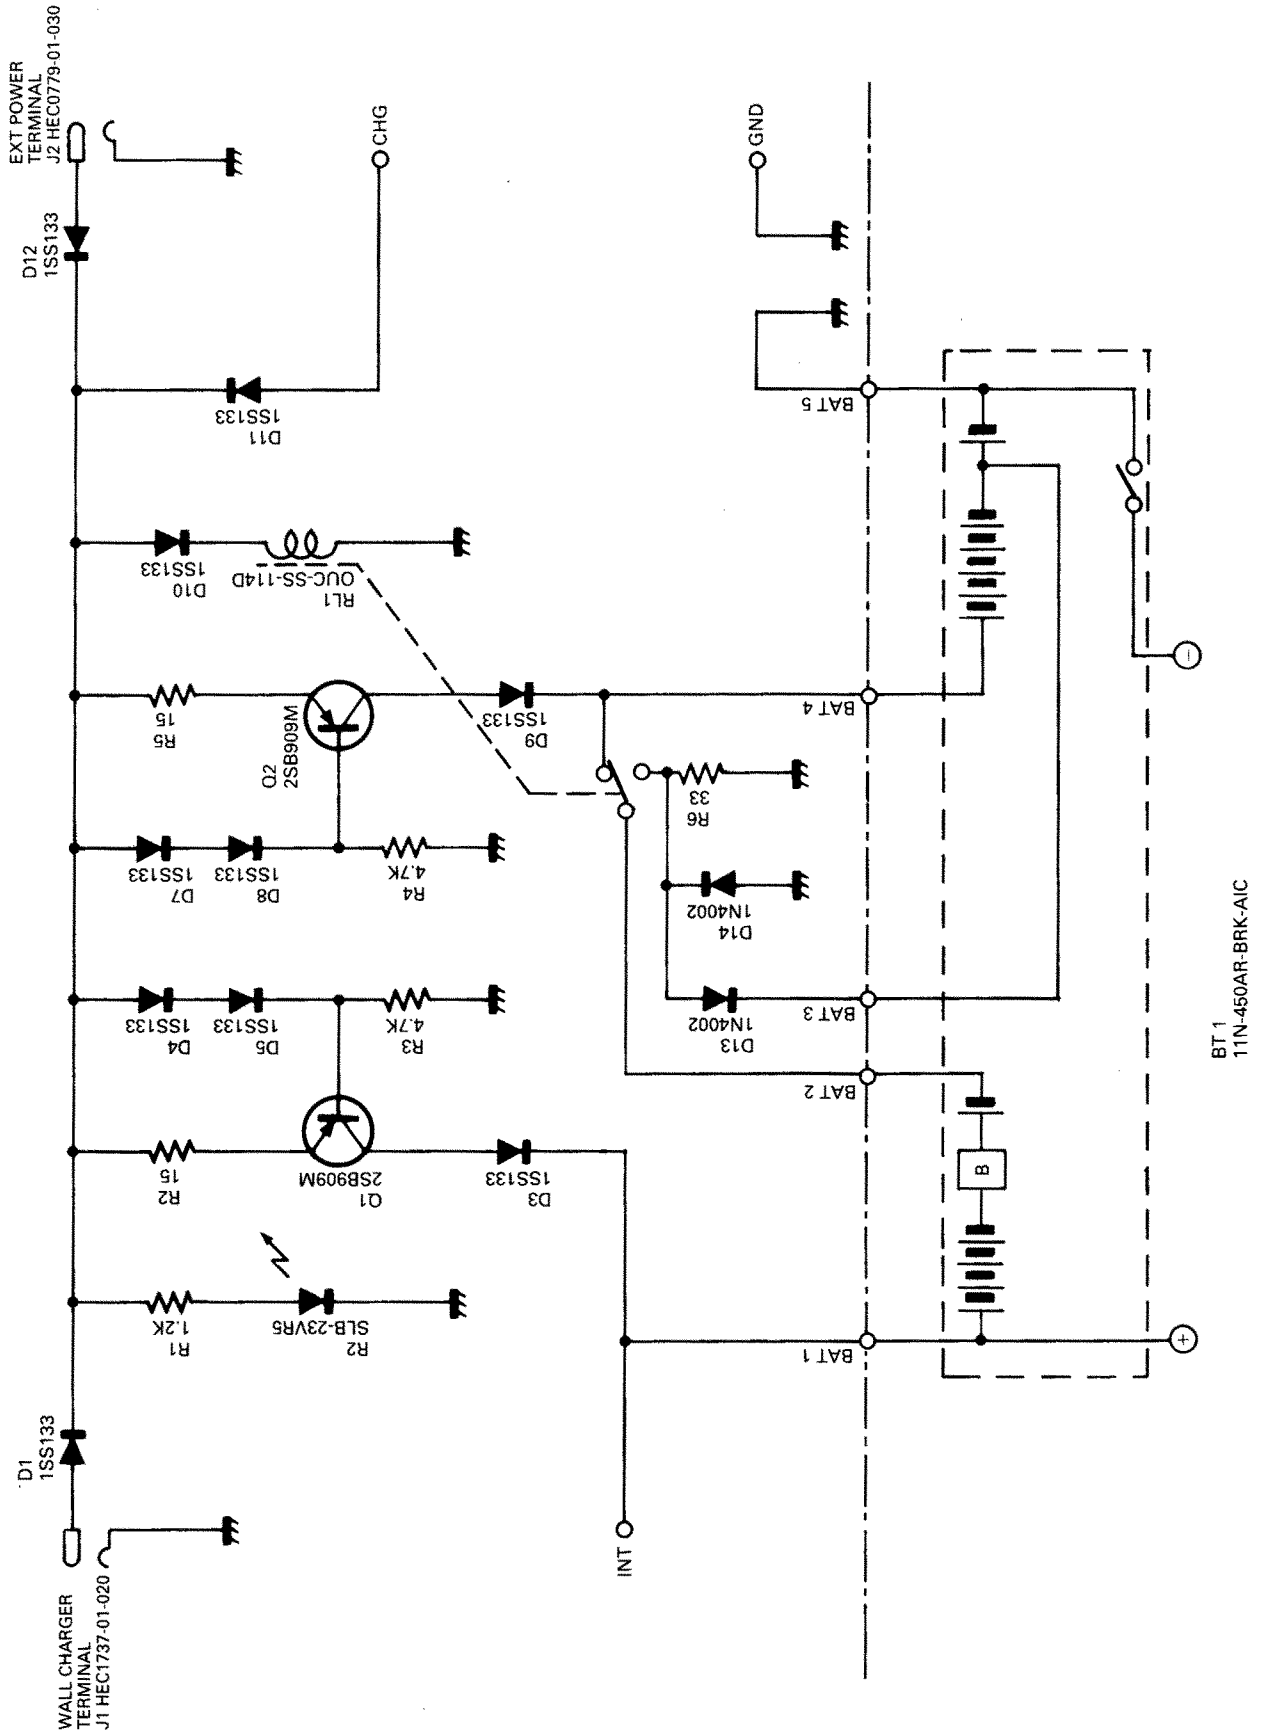 EXT POWER
TERMINAL
J2 HEC0779-01-030
D12
1SS133
CHG
GND
1SS133
D11
1SS133
D10
OUC-SS-114D
RL1
15
R5
Q2
2SB909M
1SS133
D9
BAT 5
BAT 4
33
R6
1SS133
D7
1SS133
D8
4.7K
R4
1N4002
D14
1SS133
D4
1SS133
D5
4.7K
R3
1N4002
D13
BAT 3
BAT 2
15
R2
2SB909M
Q1
1SS133
D3
1.2K
R1
SLB-23VR5
R2
BAT 1
B
−
+
BT 1
11N-450AR-BRK-AIC
D1
1SS133
INT
WALL CHARGER
TERMINAL
J1 HEC1737-01-020